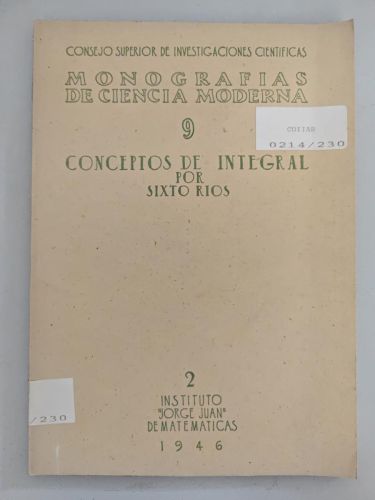 CONSEJO SUPERIOR DE INVESTIGACIONES CIENTIFICAS
MONOGRAFIAS
DE CIENCIA MODERNA
9
COIIAS
0214/230
CONCEPTOS DE INTEGRAL
POR
SIXTO RIOS
2
/230
INSTITUTO
"JORGE JUAN"
DE MATEMATICAS
1946